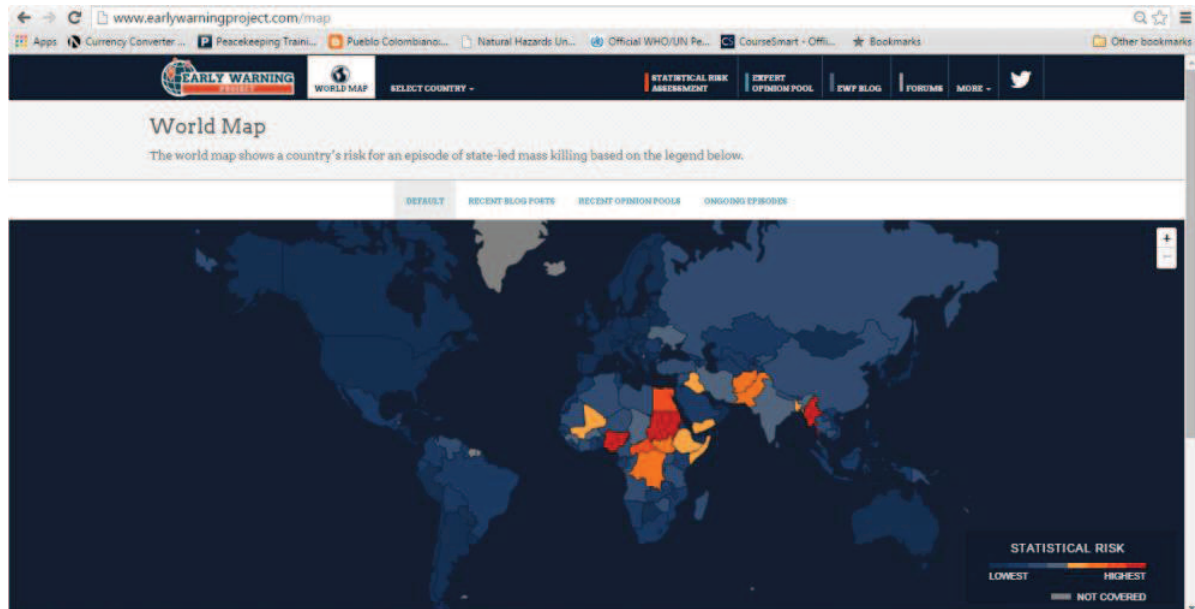 www.earlywarningproject.com/map
Apps Currency Converter ... Peacekeeping Traini... Pueblo Colombiano:... Natural Hazards Un... Official WHO/UN Pe... CourseSmart - Offi... Bookmarks Other bookmarks
EARLY WARNING
PROJECT
WORLD MAP
SELECT COUNTRY
STATISTICAL RISK
ASSESSMENT
EXPERT
OPINION POOL
EWP BLOG
FORUMS
MORE
World Map
The world map shows a country's risk for an episode of state-led mass killing based on the legend below.
DEFAULT RECENT BLOG POSTS RECENT OPINION POOLS ONGOING EPISODES
+
−
STATISTICAL RISK
LOWEST HIGHEST
NOT COVERED